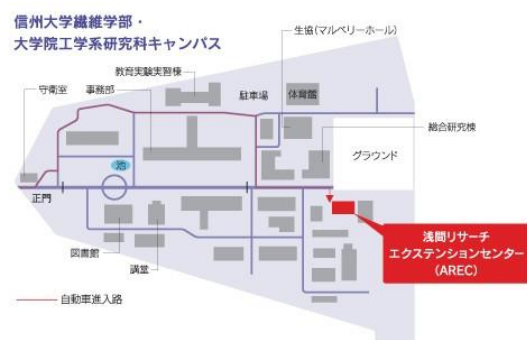 信州大学繊維学部・
大学院工学系研究科キャンパス
生協(マルベリーホール)
教育実験実習棟
守衛室
事務部
駐車場
体育館
総合研究棟
グラウンド
池
正門
図書館
講堂
浅間リサーチ
エクステンションセンター
(AREC)
自動車進入路